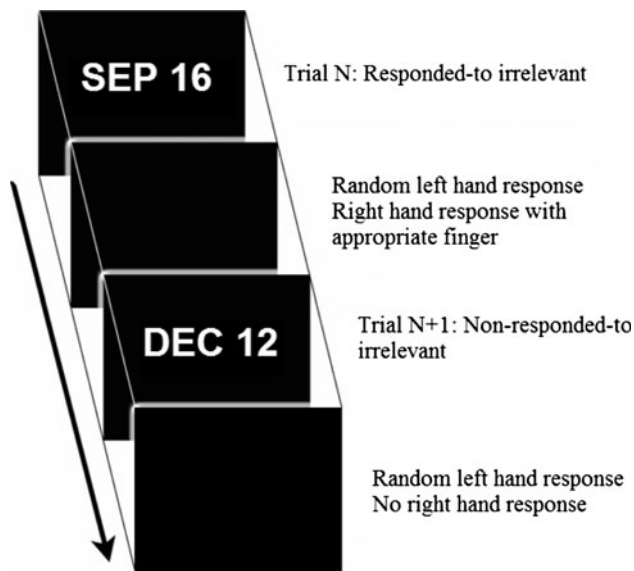 SEP 16
Trial N: Responded-to irrelevant
Random left hand response
Right hand response with
appropriate finger
DEC 12
Trial N+1: Non-responded-to
irrelevant
Random left hand response
No right hand response